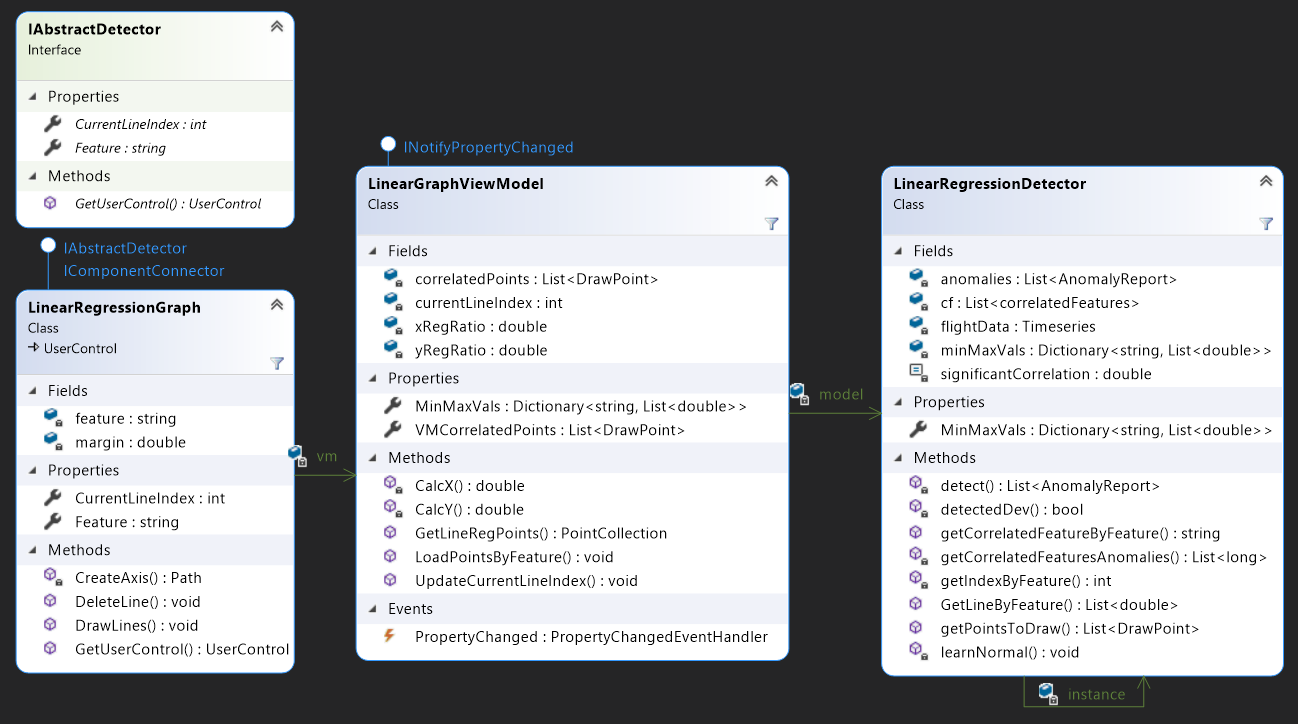 IAbstractDetector
Interface
Properties
CurrentLineIndex : int
Feature : string
Methods
GetUserControl() : UserControl
IAbstractDetector
IComponentConnector
LinearRegressionGraph
Class
UserControl
Fields
feature : string
margin : double
Properties
CurrentLineIndex : int
Feature : string
Methods
CreateAxis() : Path
DeleteLine() : void
DrawLines() : void
GetUserControl() : UserControl
vm
INotifyPropertyChanged
LinearGraphViewModel
Class
Fields
correlatedPoints : List<DrawPoint>
currentLineIndex : int
xRegRatio : double
yRegRatio : double
Properties
MinMaxVals : Dictionary<string, List<double>>
VMCorrelatedPoints : List<DrawPoint>
Methods
CalcX() : double
CalcY() : double
GetLineRegPoints() : PointCollection
LoadPointsByFeature() : void
UpdateCurrentLineIndex() : void
Events
PropertyChanged : PropertyChangedEventHandler
model
LinearRegressionDetector
Class
Fields
anomalies : List<AnomalyReport>
cf : List<correlatedFeatures>
flightData : Timeseries
minMaxVals : Dictionary<string, List<double>>
significantCorrelation : double
Properties
MinMaxVals : Dictionary<string, List<double>>
Methods
detect() : List<AnomalyReport>
detectedDev() : bool
getCorrelatedFeatureByFeature() : string
getCorrelatedFeaturesAnomalies() : List<long>
getIndexByFeature() : int
GetLineByFeature() : List<double>
getPointsToDraw() : List<DrawPoint>
learnNormal() : void
instance